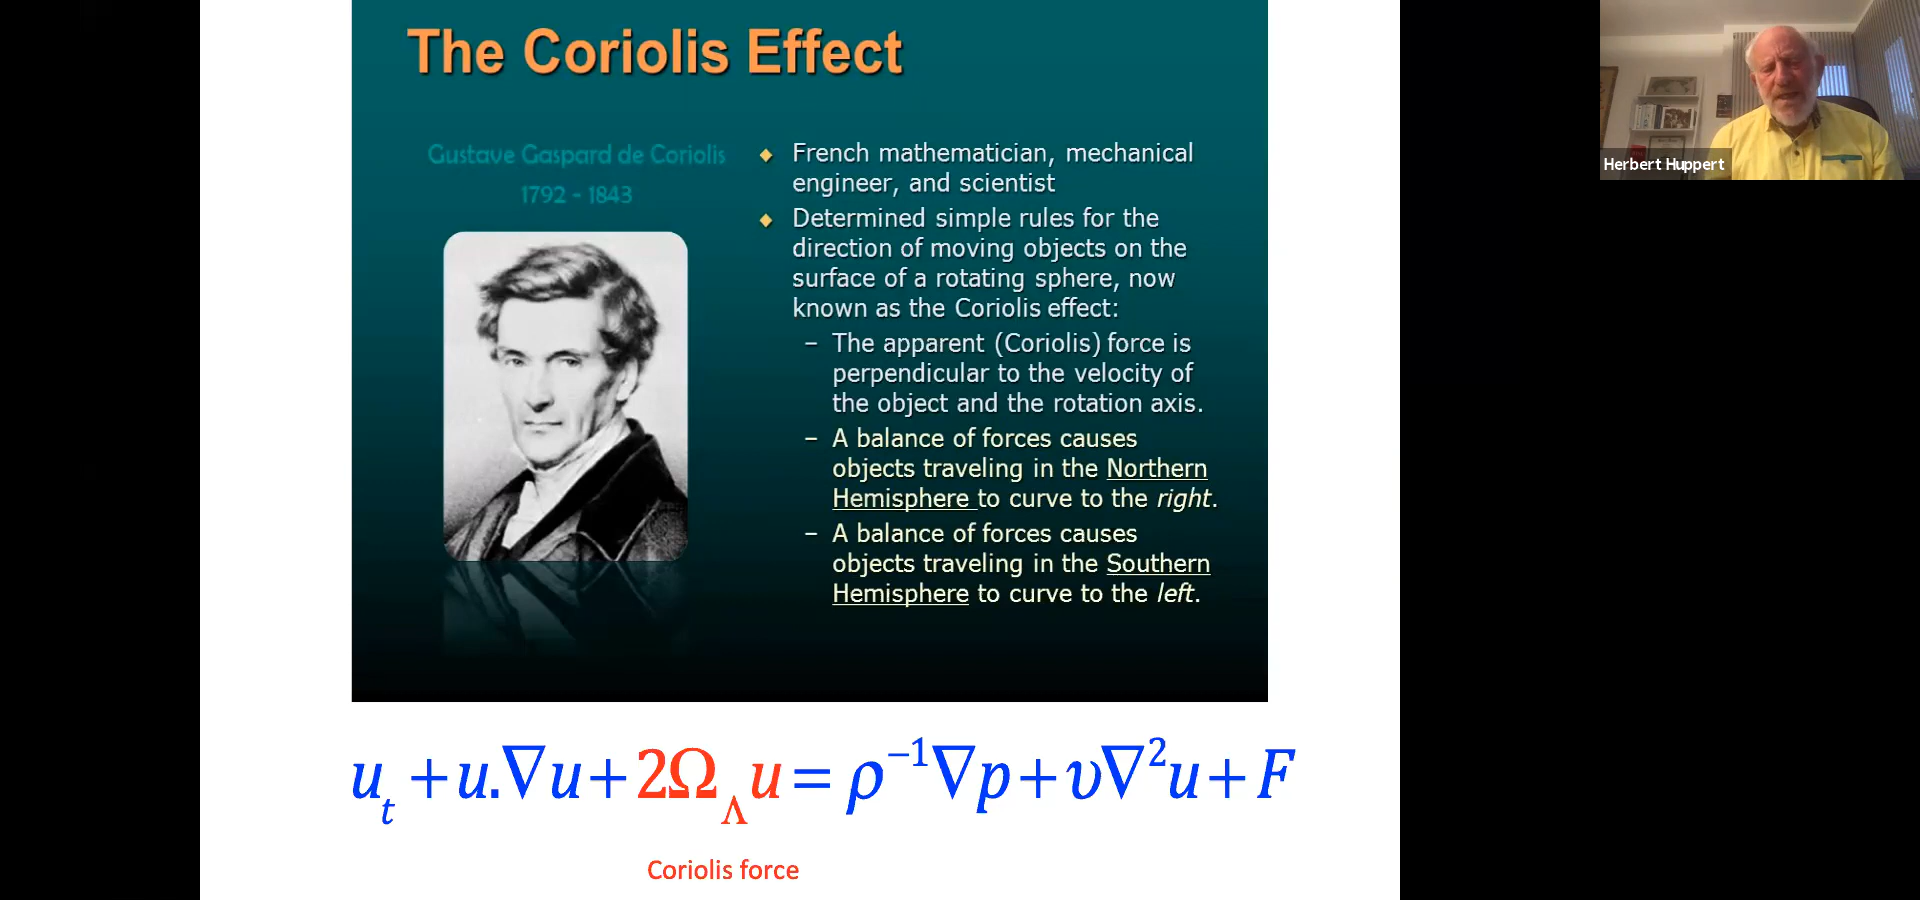 The Coriolis Effect
Gustave Gaspard de Coriolis
1792 - 1843
◆ French mathematician, mechanical
engineer, and scientist
◆ Determined simple rules for the
direction of moving objects on the
surface of a rotating sphere, now
known as the Coriolis effect:
– The apparent (Coriolis) force is
perpendicular to the velocity of
the object and the rotation axis.
– A balance of forces causes
objects traveling in the Northern
Hemisphere to curve to the right.
– A balance of forces causes
objects traveling in the Southern
Hemisphere to curve to the left.
u_t + u.∇u + 2Ω_Λ u = ρ^{-1}∇p + υ∇²u + F
Coriolis force
Herbert Huppert